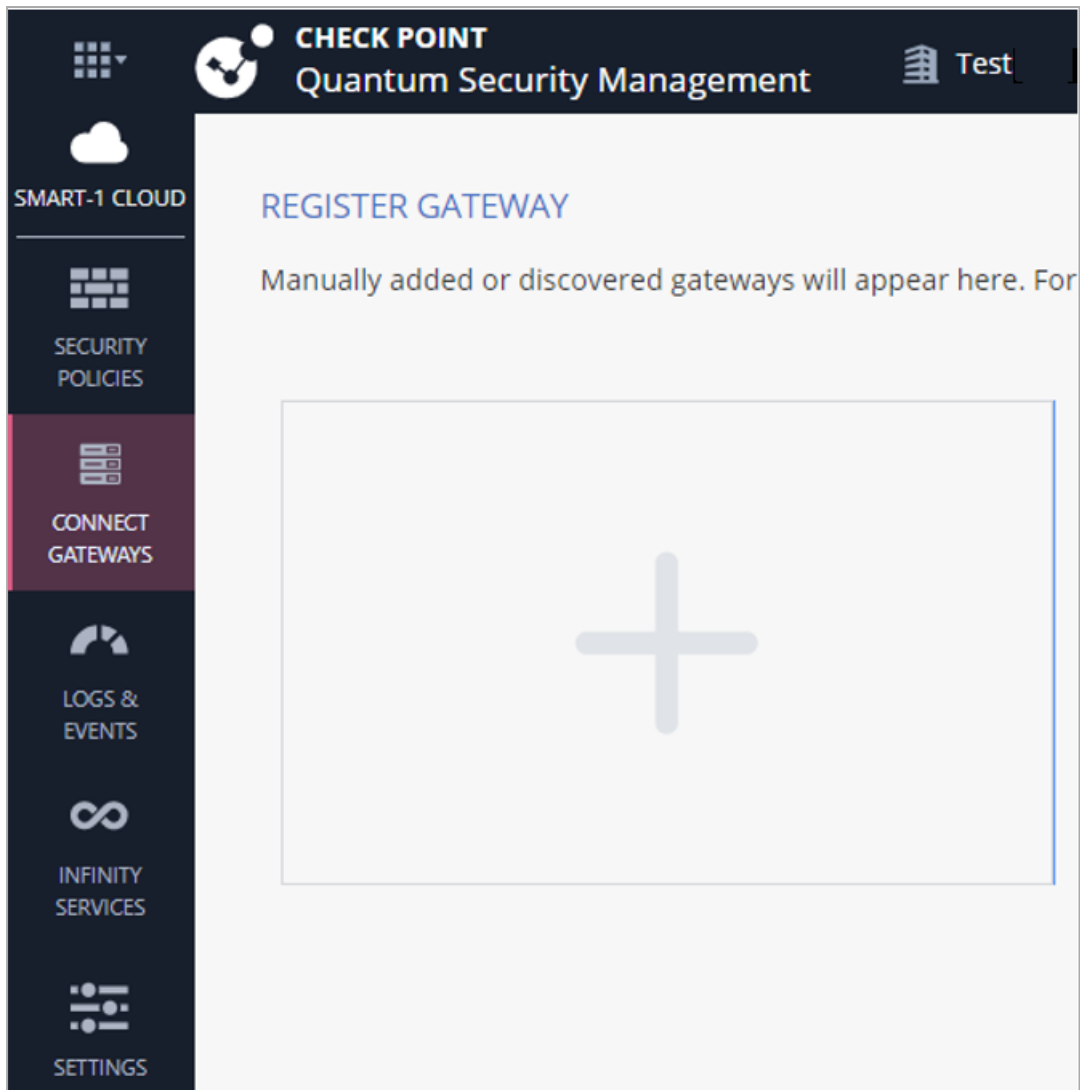 CHECK POINT
Quantum Security Management
Test
SMART-1 CLOUD
SECURITY
POLICIES
CONNECT
GATEWAYS
LOGS &
EVENTS
INFINITY
SERVICES
SETTINGS
REGISTER GATEWAY
Manually added or discovered gateways will appear here. For